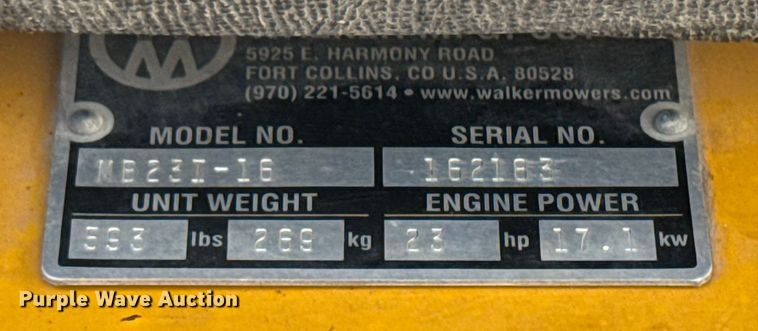 5925 E. HARMONY ROAD
FORT COLLINS, CO U.S.A. 80528
(970) 221-5614 • www.walkermowers.com
MODEL NO. SERIAL NO.
MB23I-16 162163
UNIT WEIGHT ENGINE POWER
593 lbs 269 kg 23 hp 17.1 kw
Purple Wave Auction